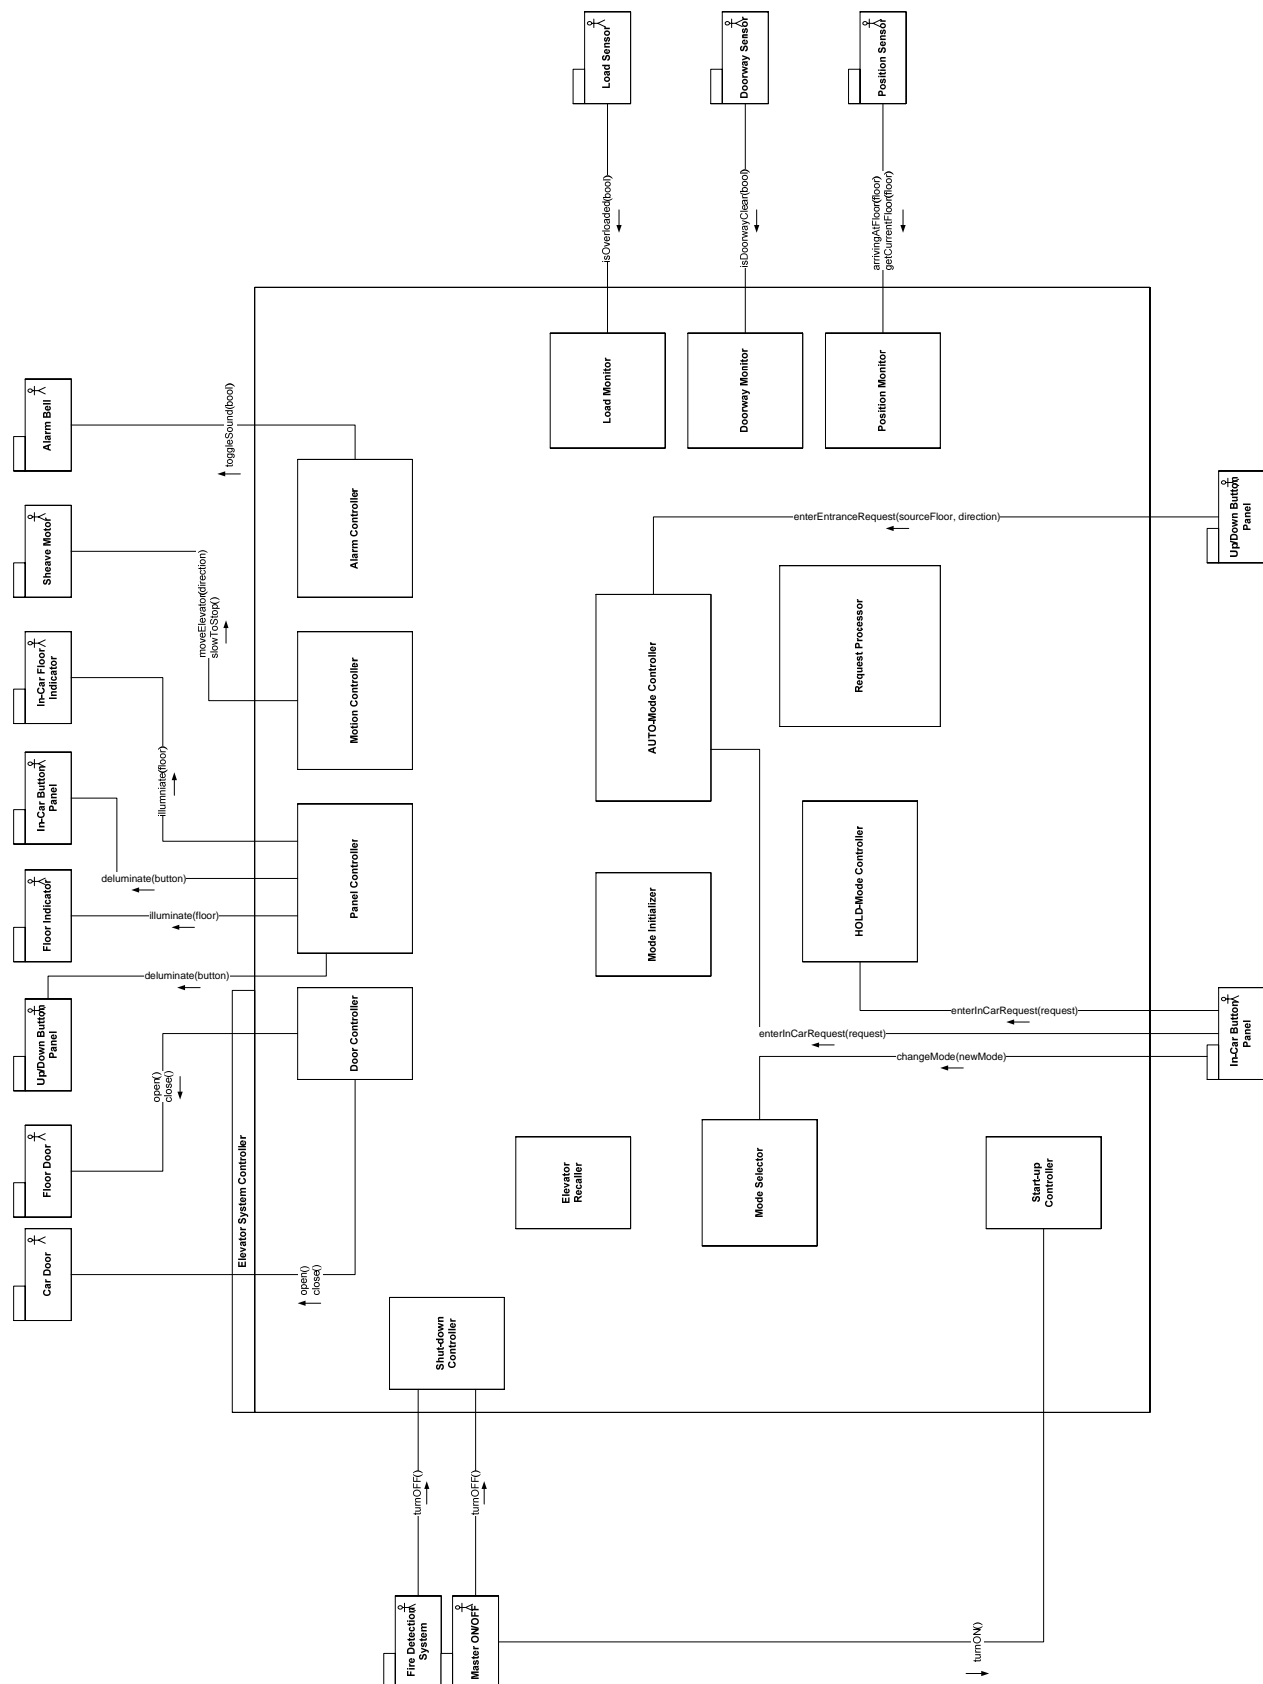 Load Sensor
Doorway Sensor
Position Sensor
isOverloaded(bool)
isDoorwayClear(bool)
arrivingAtFloor(floor)
getCurrentFloor(floor)
Load Monitor
Doorway Monitor
Position Monitor
Alarm Bell
toggleSound(bool)
Alarm Controller
Sheave Motor
moveElevator(direction)
slowToStop()
Motion Controller
enterEntranceRequest(sourceFloor, direction)
Up/Down Button
Panel
AUTO-Mode Controller
Request Processor
In-Car Floor
Indicator
illumniate(floor)
In-Car Button
Panel
deluminate(button)
Panel Controller
Floor Indicator
illuminate(floor)
deluminate(button)
Mode Initializer
HOLD-Mode Controller
Up/Down Button
Panel
Door Controller
enterInCarRequest(request)
enterInCarRequest(request)
changeMode(newMode)
In-Car Button
Panel
open()
close()
Floor Door
Elevator System Controller
Elevator
Recaller
Mode Selector
Start-up
Controller
Car Door
open()
close()
Shut-down
Controller
turnOFF()
turnOFF()
Fire Detection
System
Master ON/OFF
turnON()